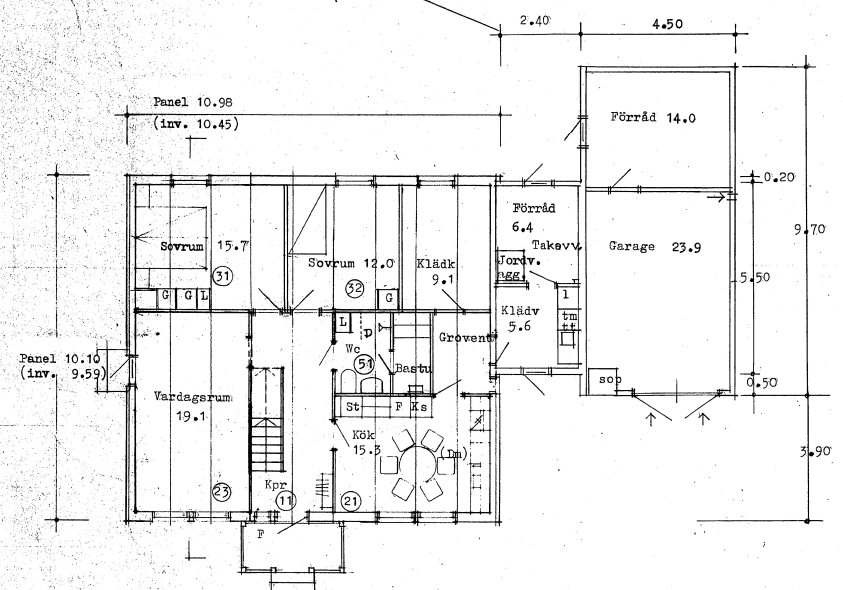 2.40
4.50
Panel 10.98
(inv. 10.45)
Förråd 14.0
0.20
Förråd
6.4
Takavv.
9.70
Sovrum 15.7
Garage 23.9
Sovrum 12.0
Klädk
9.1
Jordv.
agg.
5.50
31
32
G G L
G
l
Klädv
5.6
tm
tt
L
D
Wc
51
Grovent
Bastu
Panel 10.10
(inv. 9.59)
sop
0.50
Vardagsrum
19.1
St F Ks
Kök
15.3
(Dm)
3.90
Kpr
23
11
21
F